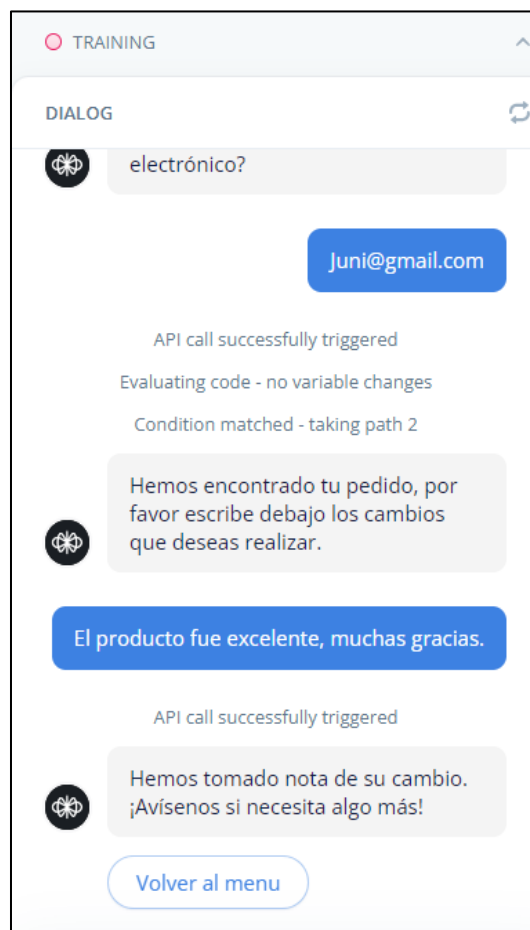 TRAINING
DIALOG
electrónico?
Juni@gmail.com
API call successfully triggered
Evaluating code - no variable changes
Condition matched - taking path 2
Hemos encontrado tu pedido, por
favor escribe debajo los cambios
que deseas realizar.
El producto fue excelente, muchas gracias.
API call successfully triggered
Hemos tomado nota de su cambio.
¡Avísenos si necesita algo más!
Volver al menu